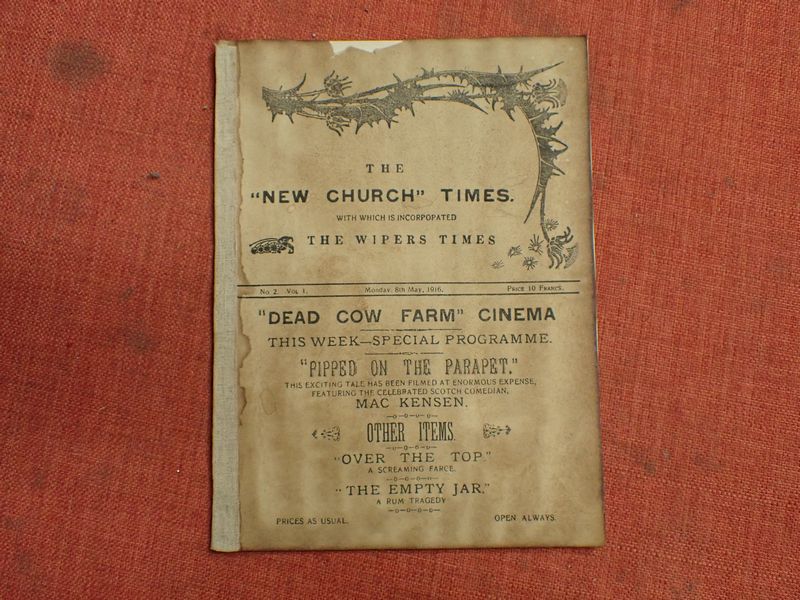 THE
"NEW CHURCH" TIMES.
WITH WHICH IS INCORPOPATED
THE WIPERS TIMES
No 2. Vol 1. Monday, 8th May, 1916. Price 10 Francs.
"DEAD COW FARM" CINEMA
THIS WEEK—SPECIAL PROGRAMME.
"PIPPED ON THE PARAPET."
THIS EXCITING TALE HAS BEEN FILMED AT ENORMOUS EXPENSE,
FEATURING THE CELEBRATED SCOTCH COMEDIAN,
MAC KENSEN.
OTHER ITEMS.
"OVER THE TOP."
A SCREAMING FARCE.
"THE EMPTY JAR."
A RUM TRAGEDY
PRICES AS USUAL. OPEN ALWAYS.